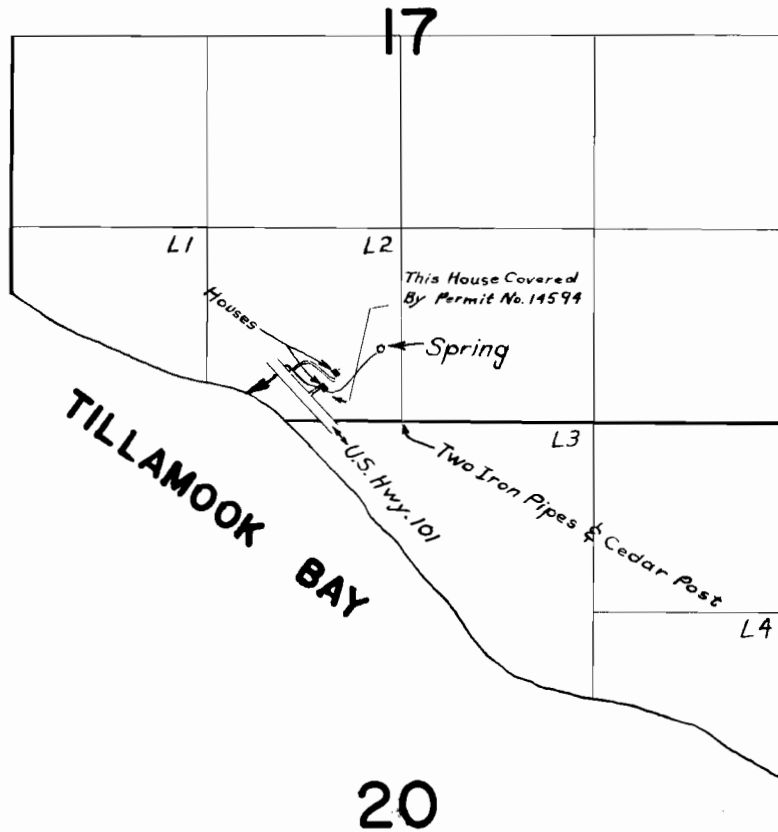 17
L1
L2
This House Covered
By Permit No. 14594
Houses
Spring
L3
U.S. Hwy. 101
Two Iron Pipes & Cedar Post
TILLAMOOK BAY
L4
20